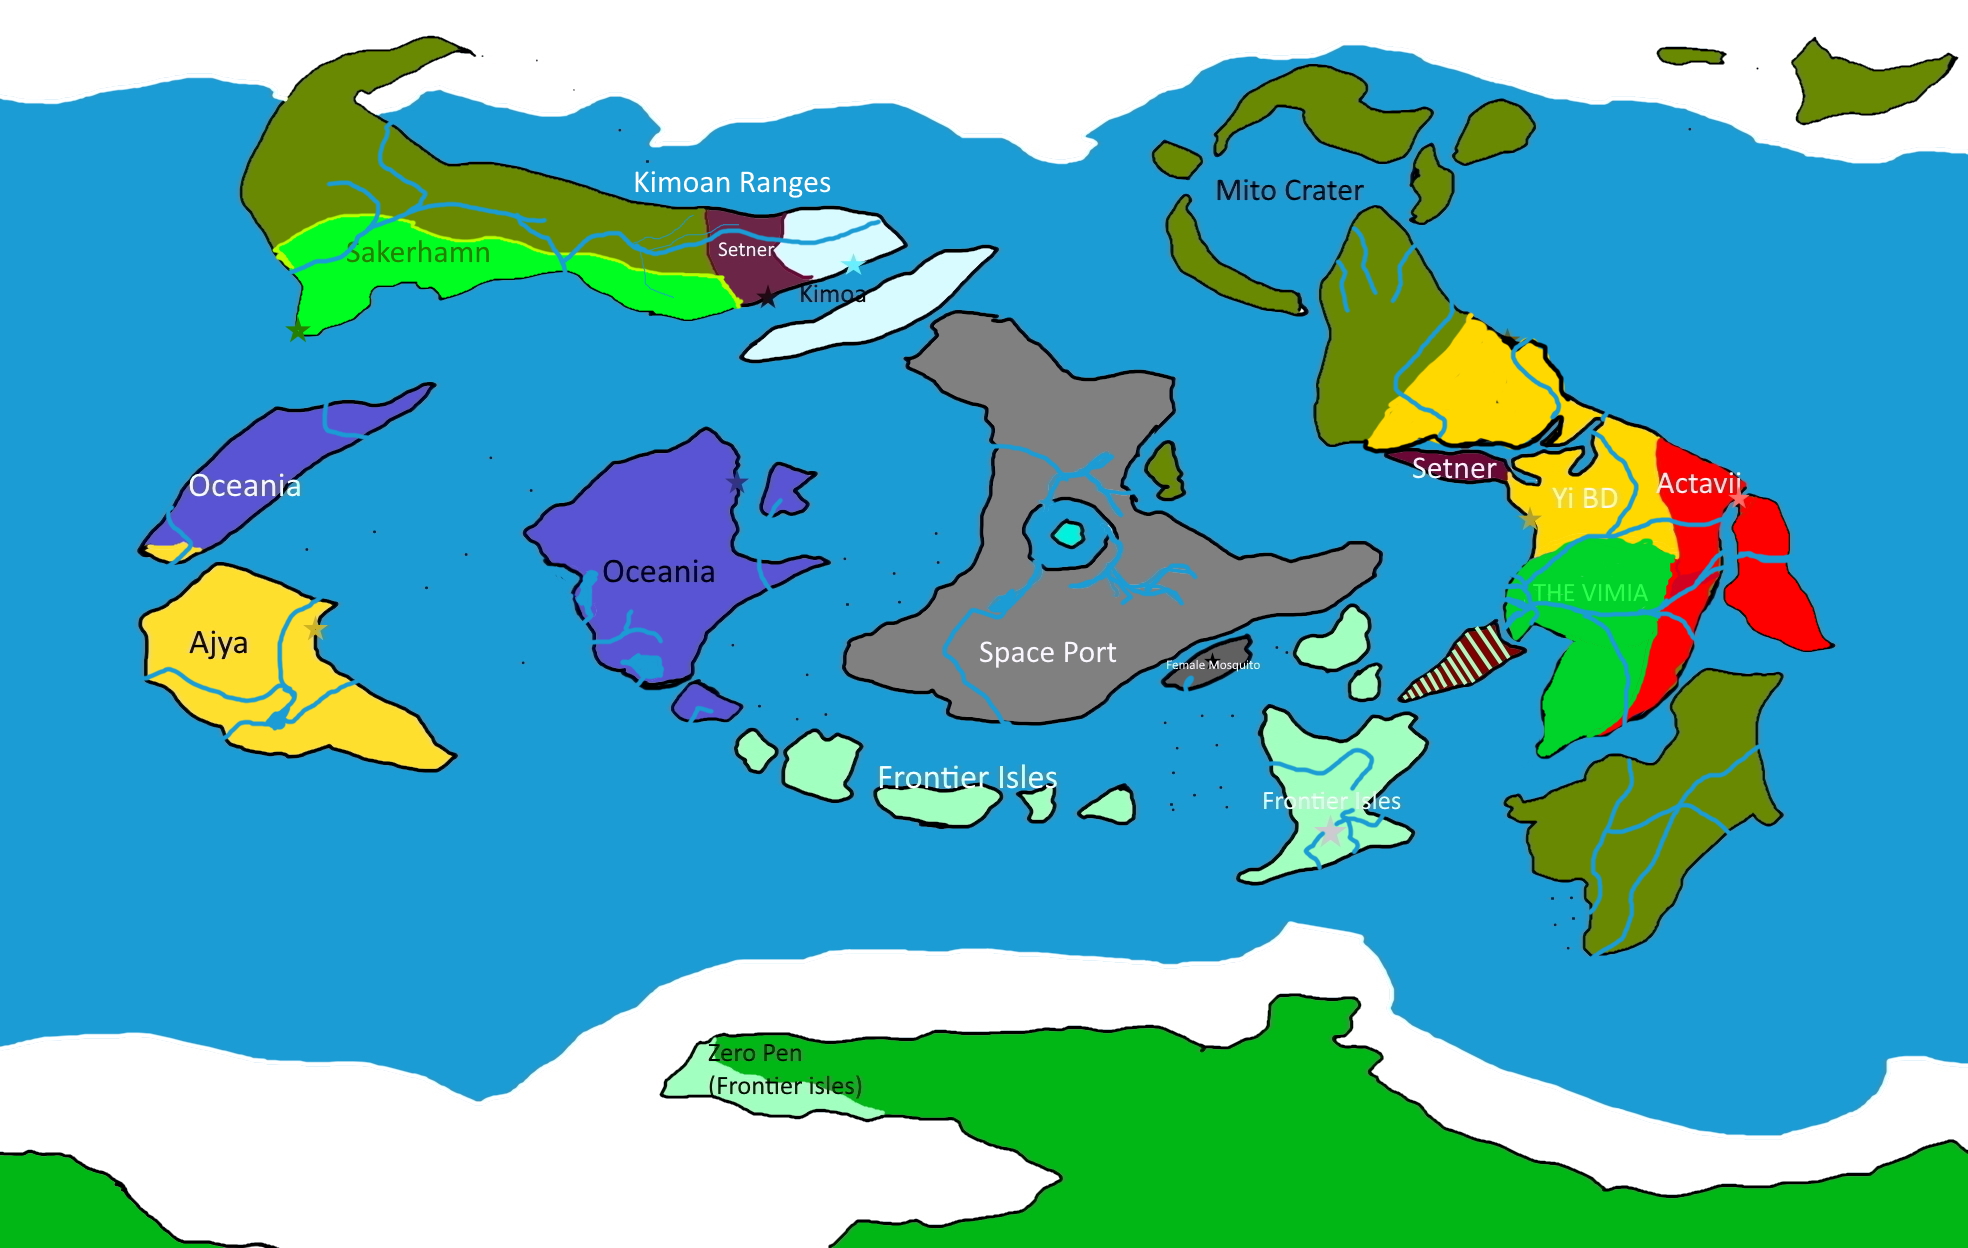 Kimoan Ranges
Mito Crater
Sakerhamn
Setner
Kimoa
Setner
Oceania
Actavii
Yi BD
Oceania
THE VIMIA
Ajya
Space Port
Female Mosquito
Frontier Isles
Frontier Isles
Zero Pen
(Frontier isles)